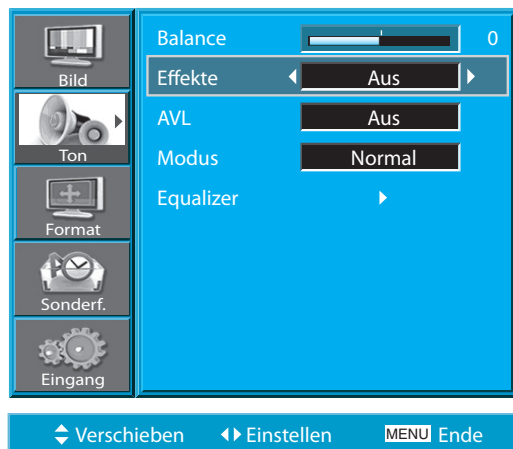 Bild
Ton
Format
Sonderf.
Eingang
Balance 0
Effekte Aus
AVL Aus
Modus Normal
Equalizer
Verschieben Einstellen MENU Ende